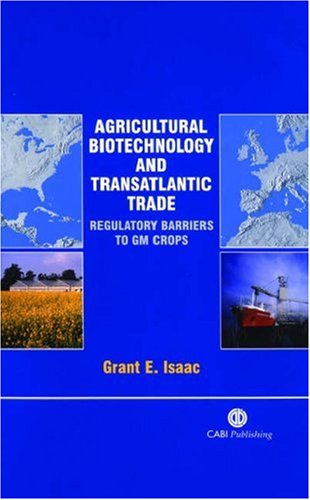 AGRICULTURAL
BIOTECHNOLOGY
AND
TRANSATLANTIC
TRADE
REGULATORY BARRIERS
TO GM CROPS
Grant E. Isaac
CABI Publishing